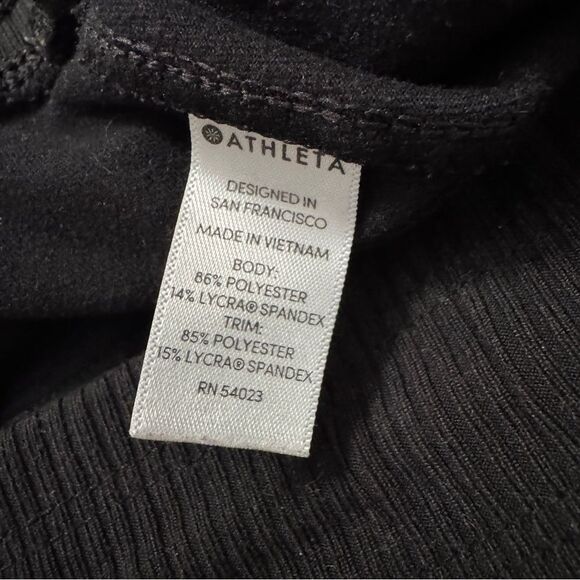 ATHLETA
DESIGNED IN
SAN FRANCISCO
MADE IN VIETNAM
BODY:
86% POLYESTER
14% LYCRA® SPANDEX
TRIM:
85% POLYESTER
15% LYCRA® SPANDEX
RN 54023